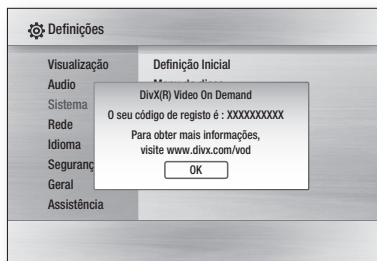 Definições
Visualização
Definição Inicial
Audio
Sistema
Rede
Idioma
Geral
Assistência
DivX(R) Video On Demand
O seu código de registo é : XXXXXXXXXX
Para obter mais informações,
visite www.divx.com/vod
OK